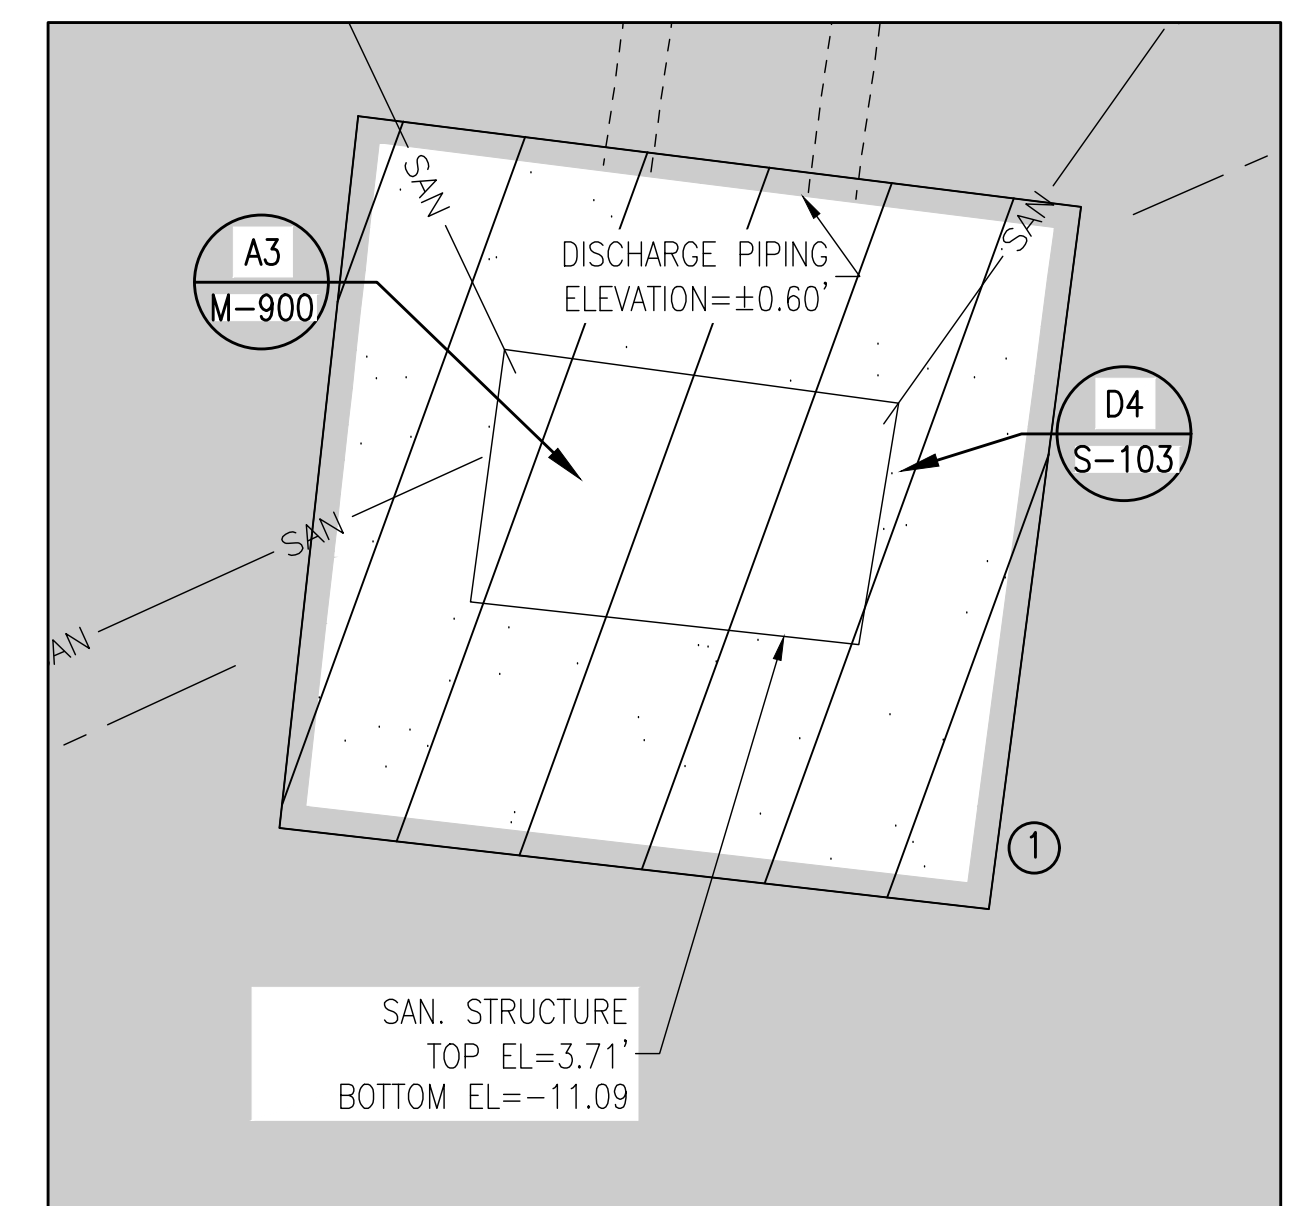 SAN
SAN
A3
M-900
DISCHARGE PIPING
ELEVATION=±0.60'
D4
S-103
SAN
AN
1
SAN. STRUCTURE
TOP EL=3.71'
BOTTOM EL=-11.09